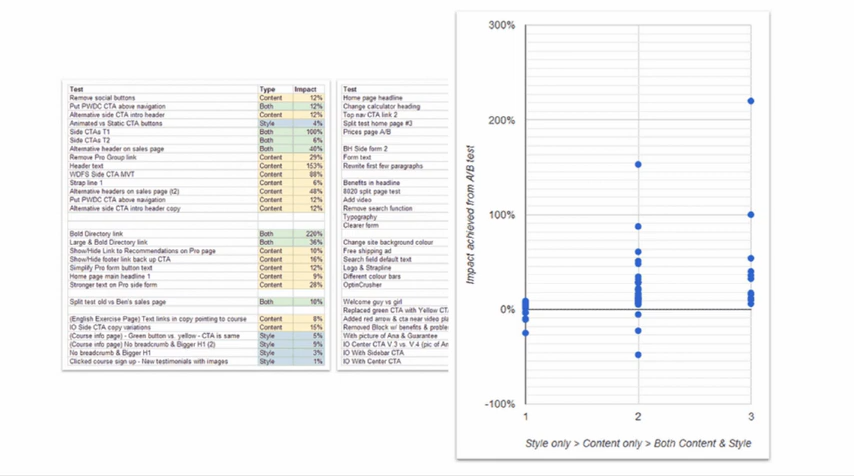 Test Type Impact
Remove social buttons Content 12%
Put PWDC CTA above navigation Both 12%
Alternative side CTA intro header Content 12%
Animated vs Static CTA buttons Style 4%
Side CTAs T1 Both 100%
Side CTAs T2 Both 6%
Alternative header on sales page Both 40%
Remove Pro Group link Content 29%
Header text Content 153%
WDFS Side CTA MVT Content 88%
Strap line 1 Content 6%
Alternative headers on sales page (t2) Content 48%
Put PWDC CTA above navigation Content 12%
Alternative side CTA intro header copy Content 12%
Bold Directory link Both 220%
Large & Bold Directory link Both 36%
Show/Hide Link to Recommendations on Pro page Content 10%
Show/Hide footer link back up CTA Content 16%
Simplify Pro form button text Content 12%
Home page main headline 1 Content 9%
Stronger text on Pro side form Content 28%
Split test old vs Ben's sales page Both 10%
(English Exercise Page) Text links in copy pointing to course Content 8%
IO Side CTA copy variations Content 15%
(Course info page) - Green button vs. yellow - CTA is same Style 5%
(Course info page) No breadcrumb & Bigger H1 (2) Style 9%
No breadcrumb & Bigger H1 Style 3%
Clicked course sign up - New testimonials with images Style 1%
Test
Home page headline
Change calculator heading
Top nav CTA link 2
Split test home page #3
Prices page A/B
BH Side form 2
Form text
Rewrite first few paragraphs
Benefits in headline
8020 split page test
Add video
Remove search function
Typography
Clearer form
Change site background colour
Free shipping ad
Search field default text
Logo & Strapline
Different colour bars
OptinCrusher
Welcome guy vs girl
Replaced green CTA with Yellow CT
Added red arrow & cta near video pl
Removed Block w/ benefits & proble
With picture of Ana & Guarantee
IO Center CTA V.3 vs. V.4 (pic of An
IO With Sidebar CTA
IO With Center CTA
300%
200%
100%
0%
-100%
Impact achieved from A/B test
1 2 3
Style only > Content only > Both Content & Style